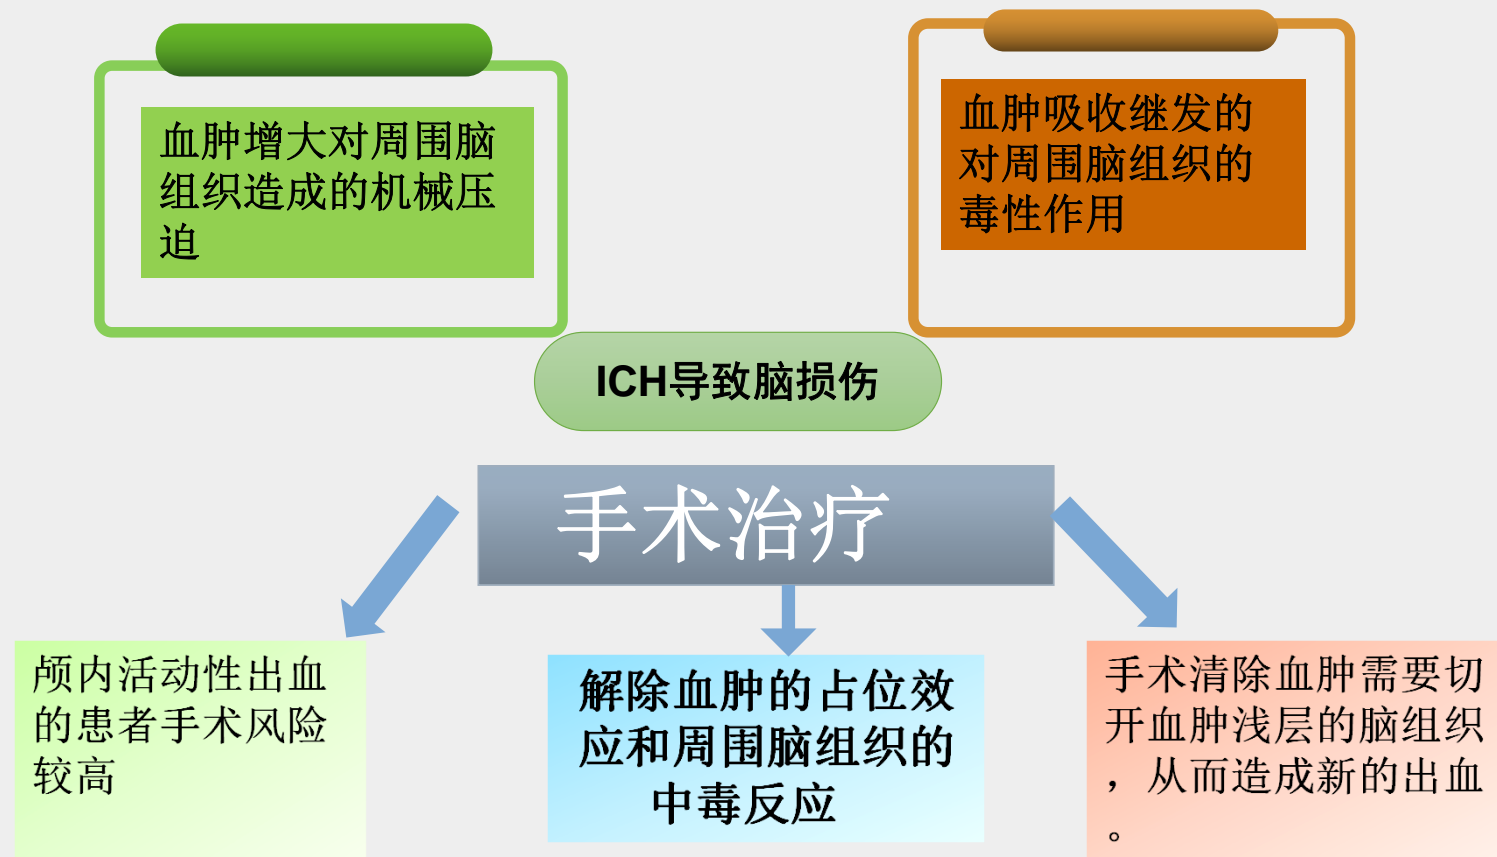 血肿增大对周围脑
组织造成的机械压
迫
血肿吸收继发的
对周围脑组织的
毒性作用
ICH导致脑损伤
手术治疗
颅内活动性出血
的患者手术风险
较高
解除血肿的占位效
应和周围脑组织的
中毒反应
手术清除血肿需要切
开血肿浅层的脑组织
，从而造成新的出血
。